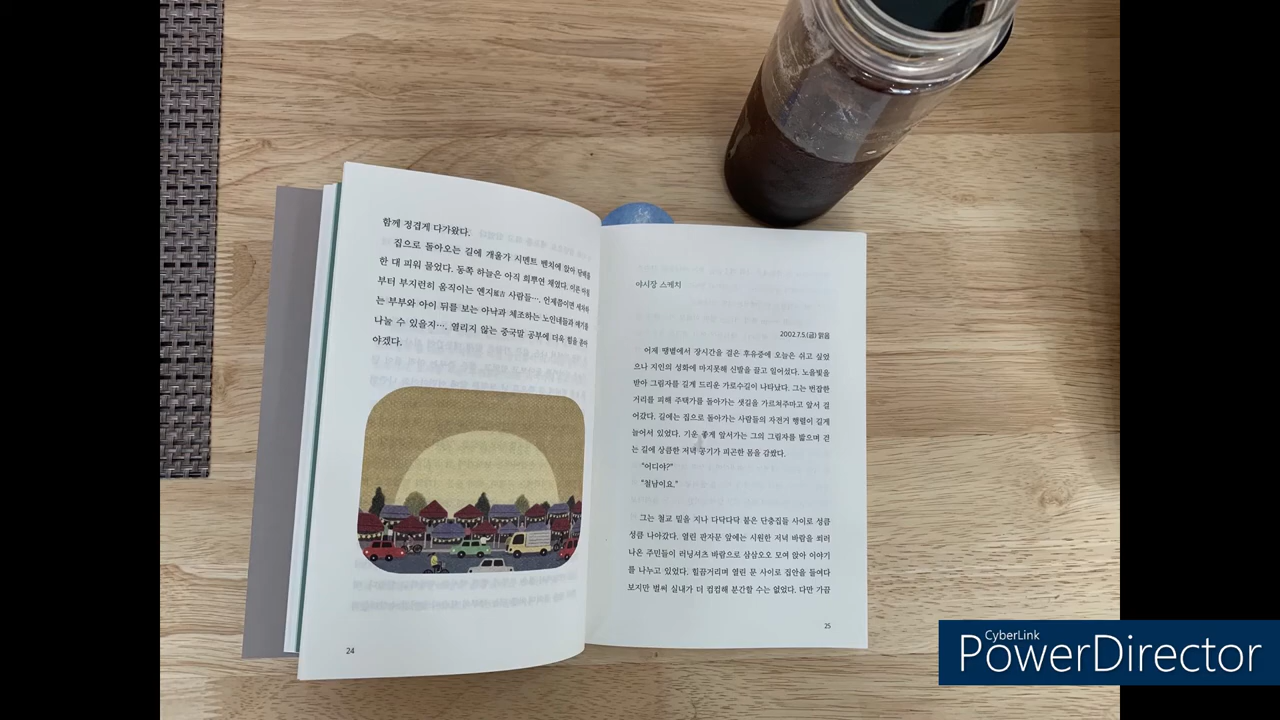 함께 정겹게 다가왔다.
집으로 돌아오는 길에 개울가 시멘트 벤치에 앉아 담배를
한 대 피워 물었다. 동쪽 하늘은 아직 희뿌연 채였다. 이른 아침
부터 부지런히 움직이는 옌지延吉 사람들…. 언제쯤이면 세차하
는 부부와 아이 뒤를 보는 아낙과 체조하는 노인네들과 얘기를
나눌 수 있을지…. 열리지 않는 중국말 공부에 더욱 힘을 쏟아
야겠다.
24
야시장 스케치
2002.7.5.(금) 맑음
어제 땡볕에서 장시간을 걸은 후유증에 오늘은 쉬고 싶었
으나 지인의 성화에 마지못해 신발을 끌고 일어섰다. 노을빛을
받아 그림자를 길게 드리운 가로수길이 나타났다. 그는 번잡한
거리를 피해 주택가를 돌아가는 샛길을 가르쳐주마고 앞서 걸
어갔다. 길에는 집으로 돌아가는 사람들의 자전거 행렬이 길게
늘어서 있었다. 기운 좋게 앞서가는 그의 그림자를 밟으며 걷
는 길에 상큼한 저녁 공기가 피곤한 몸을 감쌌다.
"어디야?"
"철남이요."
그는 철교 밑을 지나 다닥다닥 붙은 단층집들 사이로 성큼
성큼 나아갔다. 열린 판자문 앞에는 시원한 저녁 바람을 쐬러
나온 주민들이 러닝셔츠 바람으로 삼삼오오 모여 앉아 이야기
를 나누고 있었다. 힐끔거리며 열린 문 사이로 집안을 들여다
보지만 벌써 실내가 더 컴컴해 분간할 수는 없었다. 다만 가끔
25
CyberLink
PowerDirector